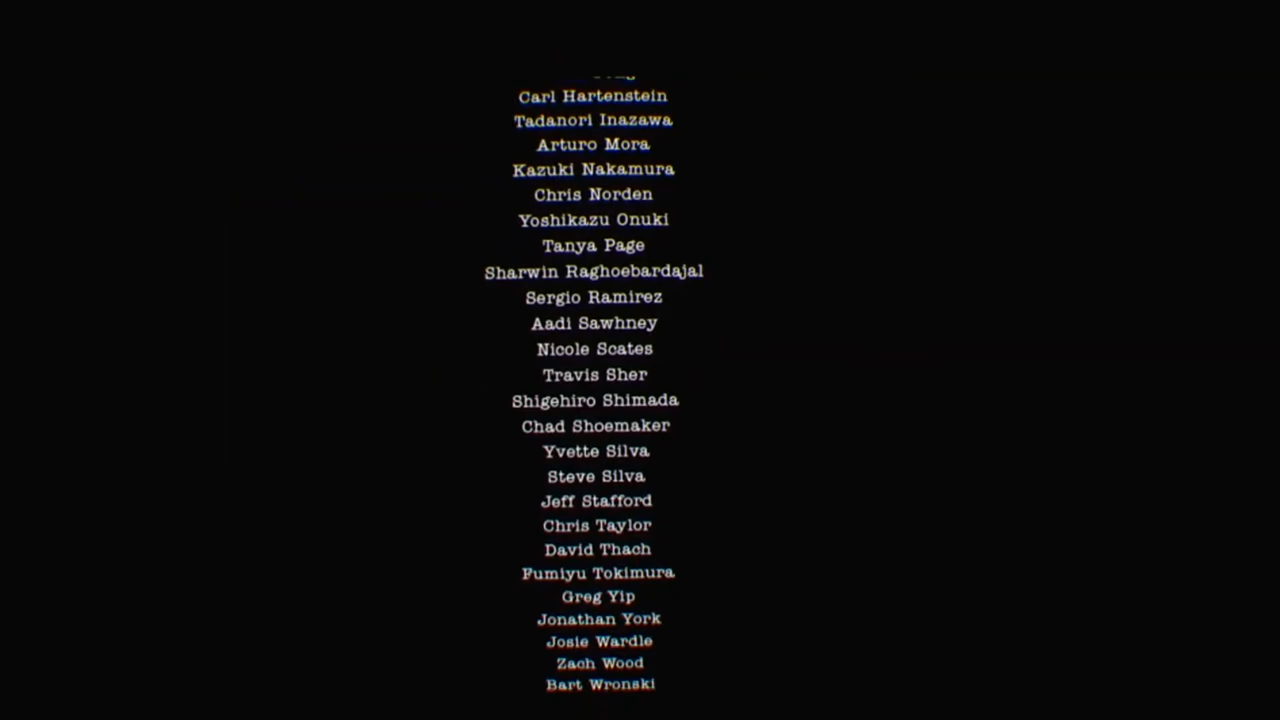 Carl Hartenstein
Tadanori Inazawa
Arturo Mora
Kazuki Nakamura
Chris Norden
Yoshikazu Onuki
Tanya Page
Sharwin Raghoebardajal
Sergio Ramirez
Aadi Sawhney
Nicole Scates
Travis Sher
Shigehiro Shimada
Chad Shoemaker
Yvette Silva
Steve Silva
Jeff Stafford
Chris Taylor
David Thach
Fumiyu Tokimura
Greg Yip
Jonathan York
Josie Wardle
Zach Wood
Bart Wronski